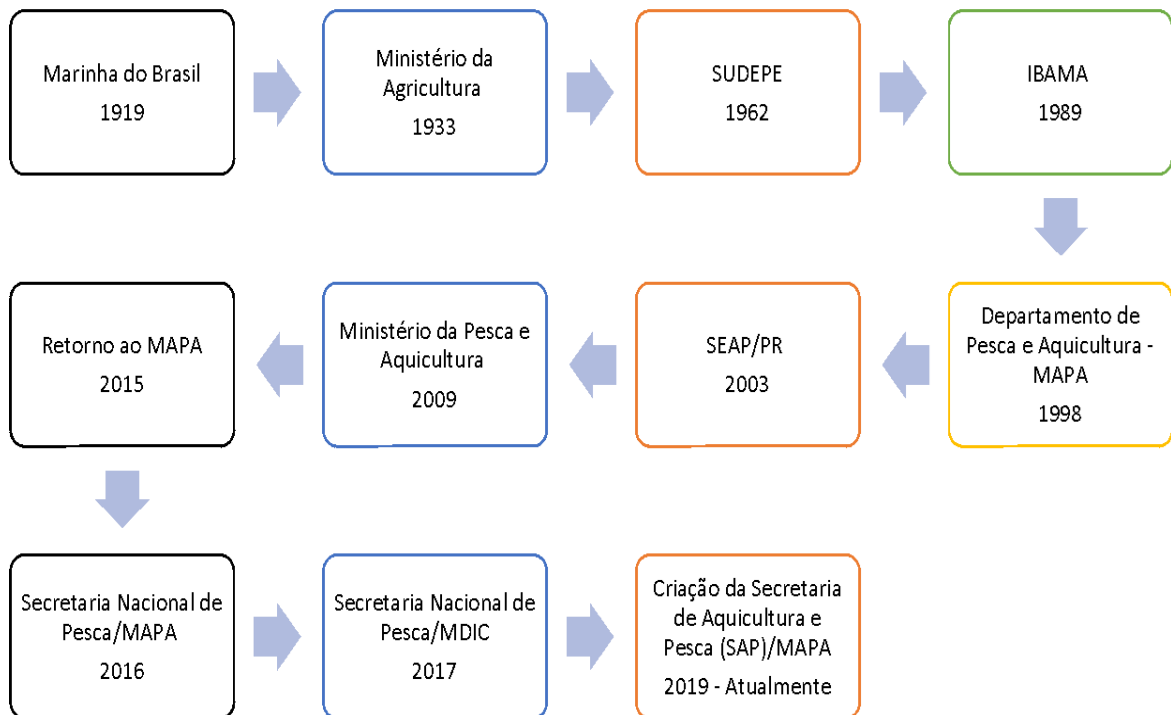 Marinha do Brasil
1919
Ministério da
Agricultura
1933
SUDEPE
1962
IBAMA
1989
Departamento de
Pesca e Aquicultura -
MAPA
1998
SEAP/PR
2003
Ministério da Pesca e
Aquicultura
2009
Retorno ao MAPA
2015
Secretaria Nacional de
Pesca/MAPA
2016
Secretaria Nacional de
Pesca/MDIC
2017
Criação da Secretaria
de Aquicultura e
Pesca (SAP)/MAPA
2019 - Atualmente